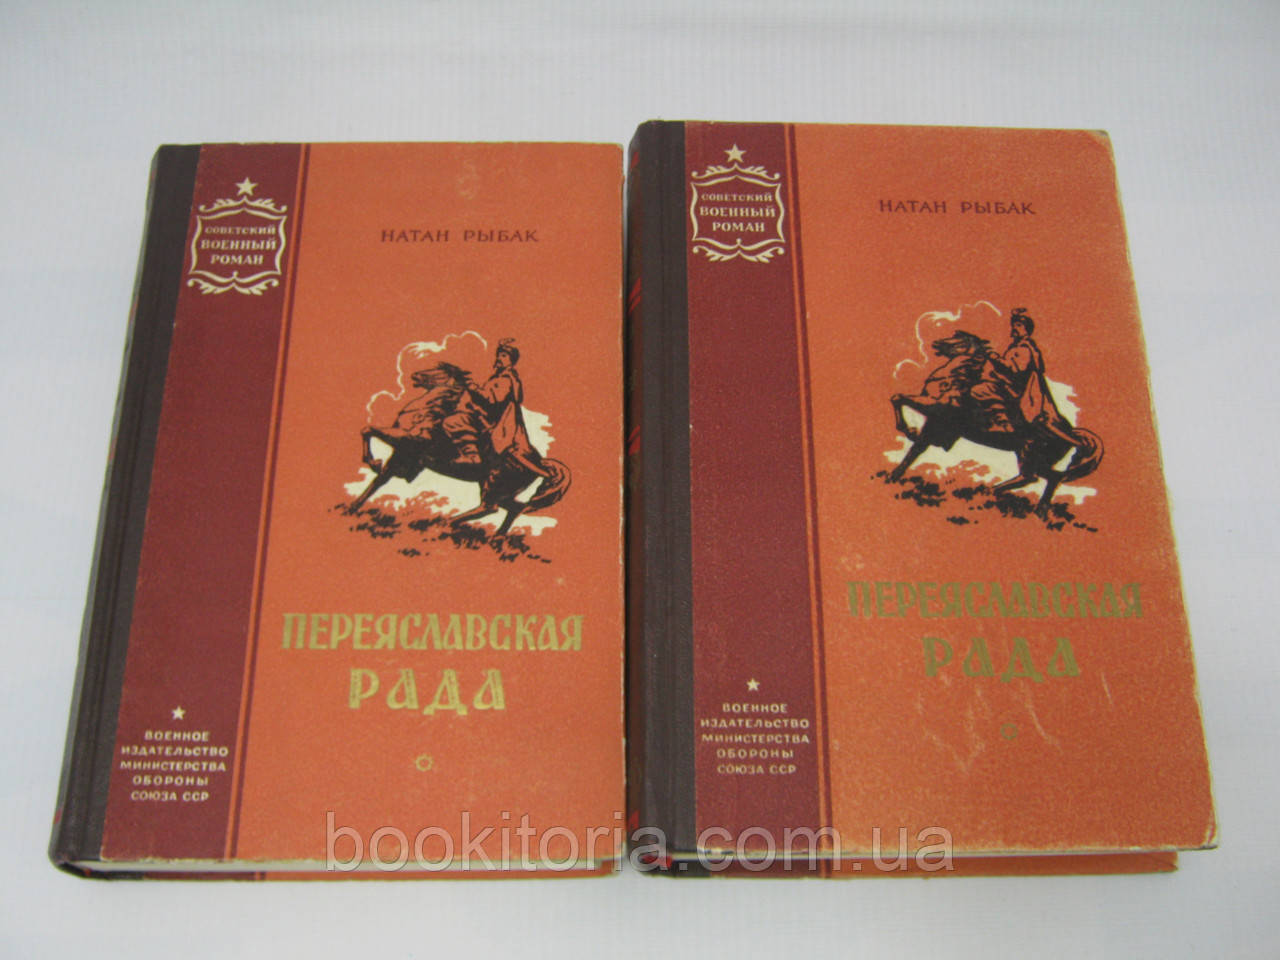 СОВЕТСКИЙ
ВОЕННЫЙ
РОМАН
НАТАН РЫБАК
ПЕРЕЯСЛАВСКАЯ
РАДА
ВОЕННОЕ
ИЗДАТЕЛЬСТВО
МИНИСТЕРСТВА
ОБОРОНЫ
СОЮЗА ССР
СОВЕТСКИЙ
ВОЕННЫЙ
РОМАН
НАТАН РЫБАК
ПЕРЕЯСЛАВСКАЯ
РАДА
ВОЕННОЕ
ИЗДАТЕЛЬСТВО
МИНИСТЕРСТВА
ОБОРОНЫ
СОЮЗА ССР
bookitoria.com.ua